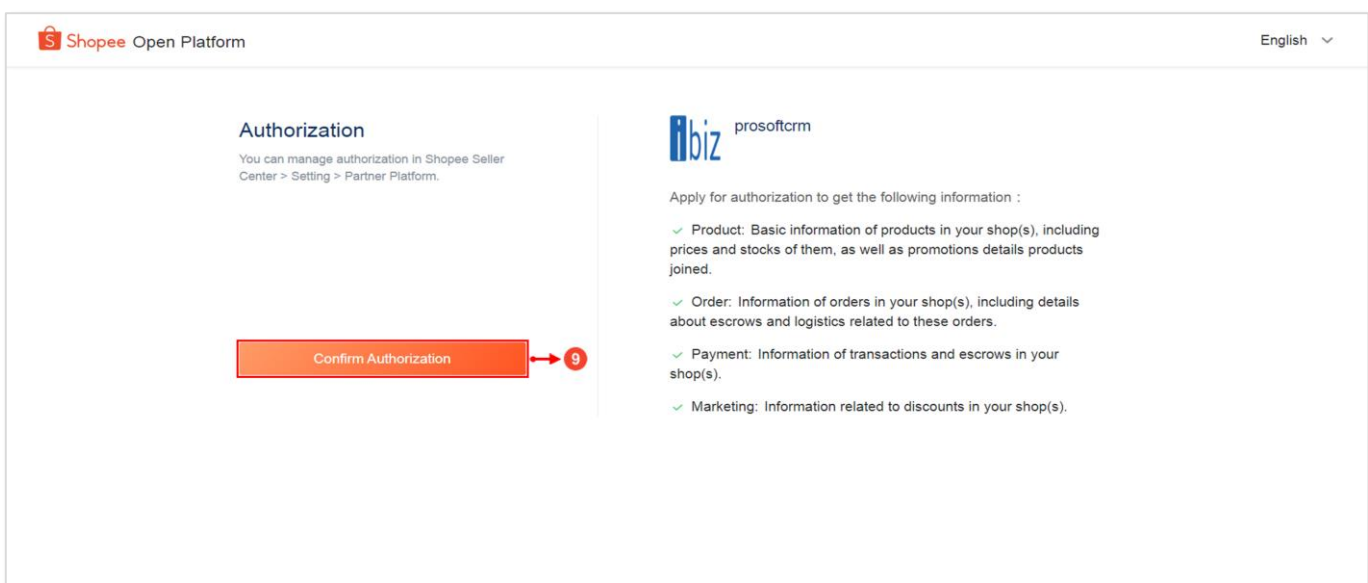 Shopee Open Platform
English
Authorization
You can manage authorization in Shopee Seller
Center > Setting > Partner Platform.
Confirm Authorization
9
ibiz
prosoftcrm
Apply for authorization to get the following information :
Product: Basic information of products in your shop(s), including
prices and stocks of them, as well as promotions details products
joined.
Order: Information of orders in your shop(s), including details
about escrows and logistics related to these orders.
Payment: Information of transactions and escrows in your
shop(s).
Marketing: Information related to discounts in your shop(s).